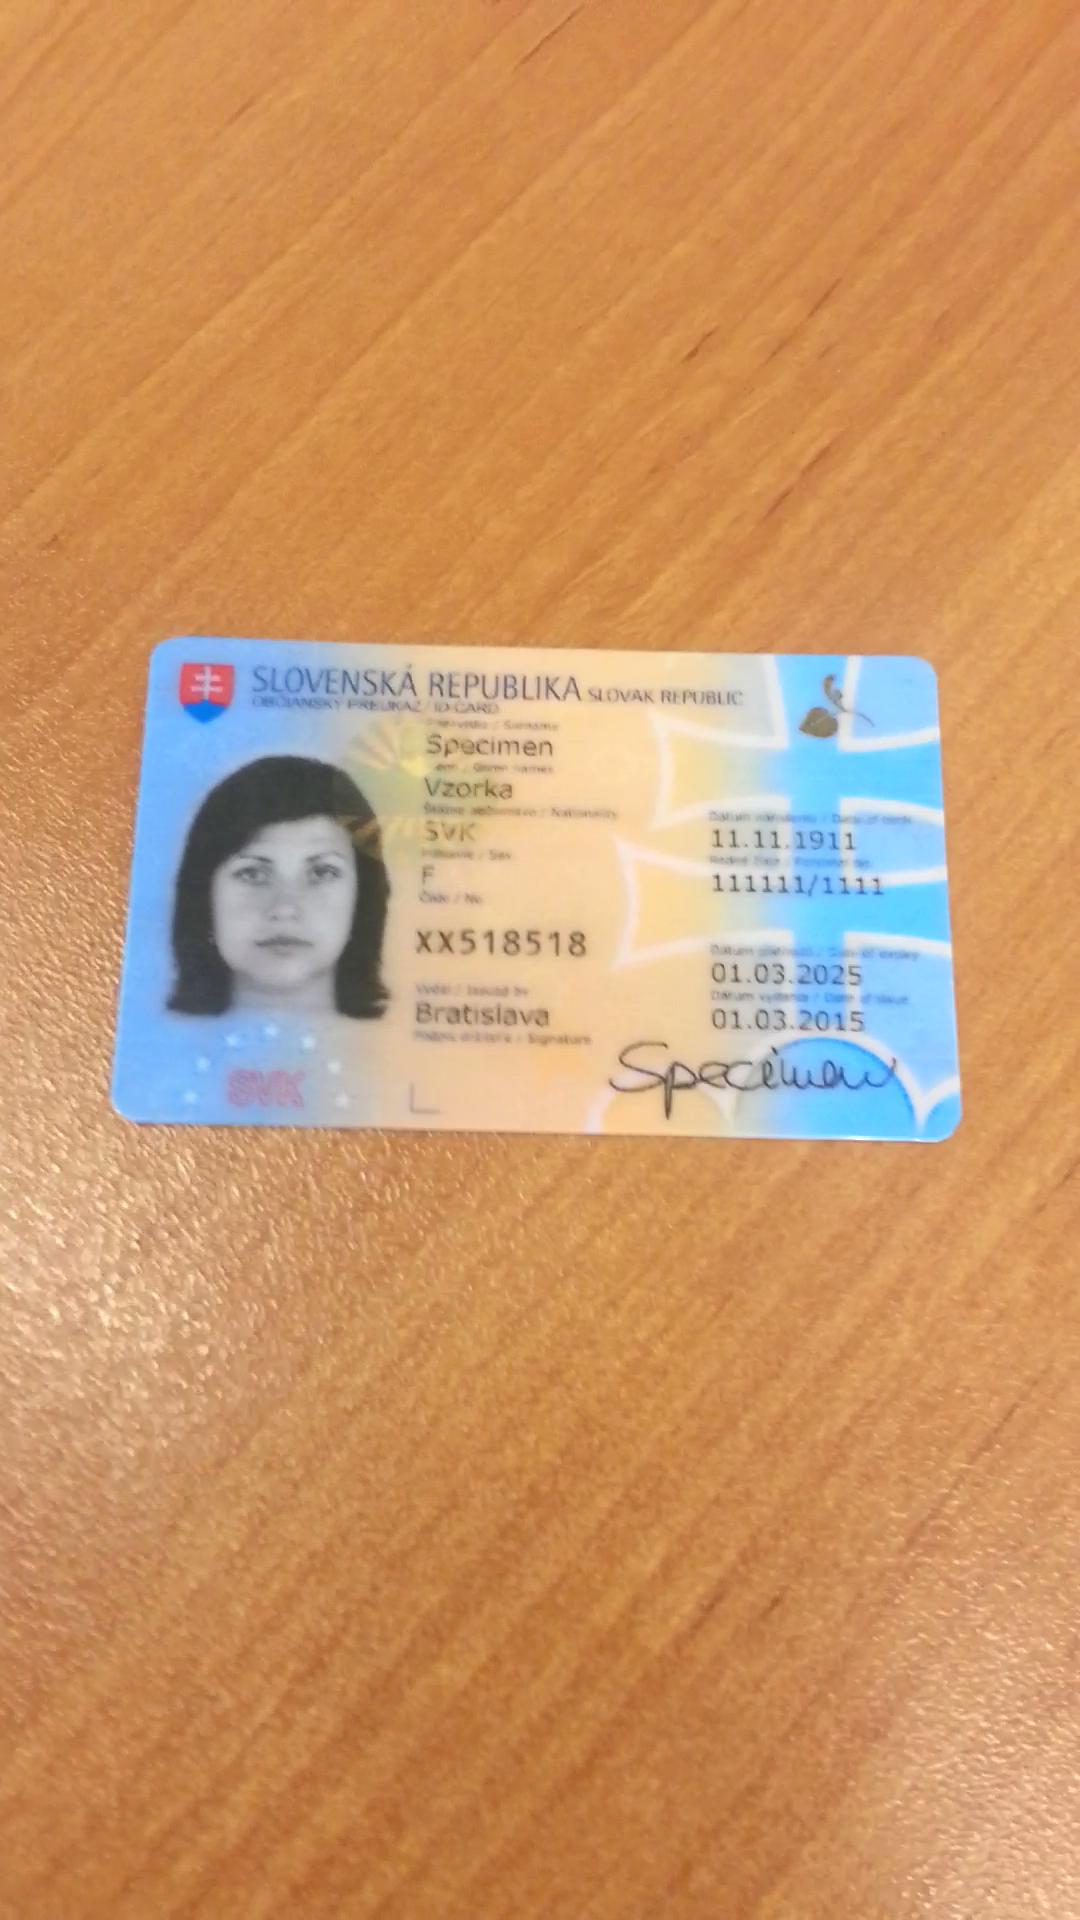 SLOVENSKÁ REPUBLIKA SLOVAK REPUBLIC
OBČIANSKY PREUKAZ / ID CARD
Priezvisko / Surname
Specimen
Meno / Given names
Vzorka
Štátne občianstvo / Nationality
SVK
Pohlavie / Sex
F
Číslo / No.
XX518518
Vydal / Issued by
Bratislava
Podpis držiteľa / Signature
Dátum narodenia / Date of birth
11.11.1911
Rodné číslo / Personal No.
111111/1111
Dátum platnosti / Date of expiry
01.03.2025
Dátum vydania / Date of issue
01.03.2015
Specimen
SVK